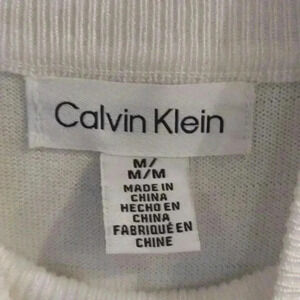 Calvin Klein
M/
M/M
MADE IN
CHINA
HECHO EN
CHINA
FABRIQUÉ EN
CHINE